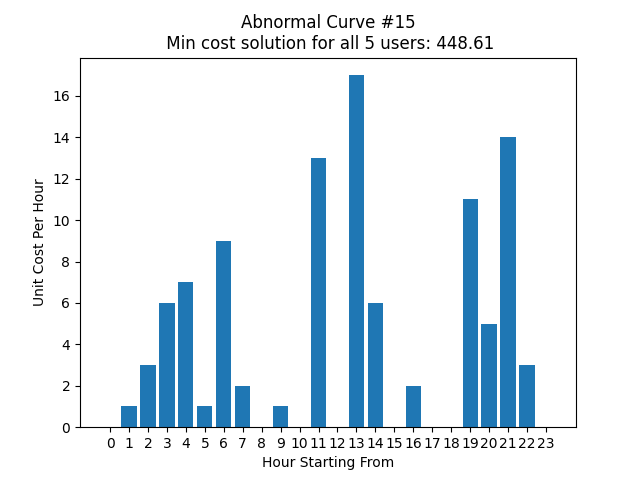 Abnormal Curve #15
Min cost solution for all 5 users: 448.61
Unit Cost Per Hour
16
14
12
10
8
6
4
2
0
0 1 2 3 4 5 6 7 8 9 10 11 12 13 14 15 16 17 18 19 20 21 22 23
Hour Starting From